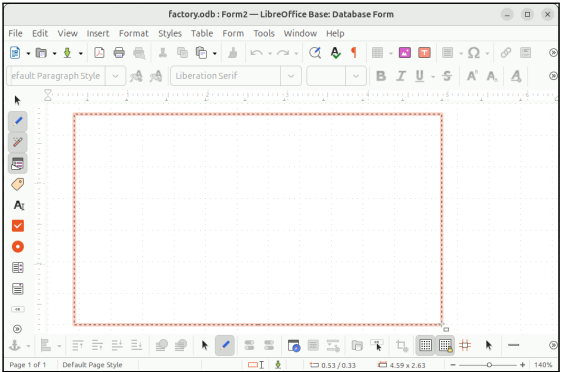 factory.odb : Form2 — LibreOffice Base: Database Form
File Edit View Insert Format Styles Table Form Tools Window Help
efault Paragraph Style Liberation Serif
Page 1 of 1 Default Page Style 0.53 / 0.33 4.59 x 2.63 140%